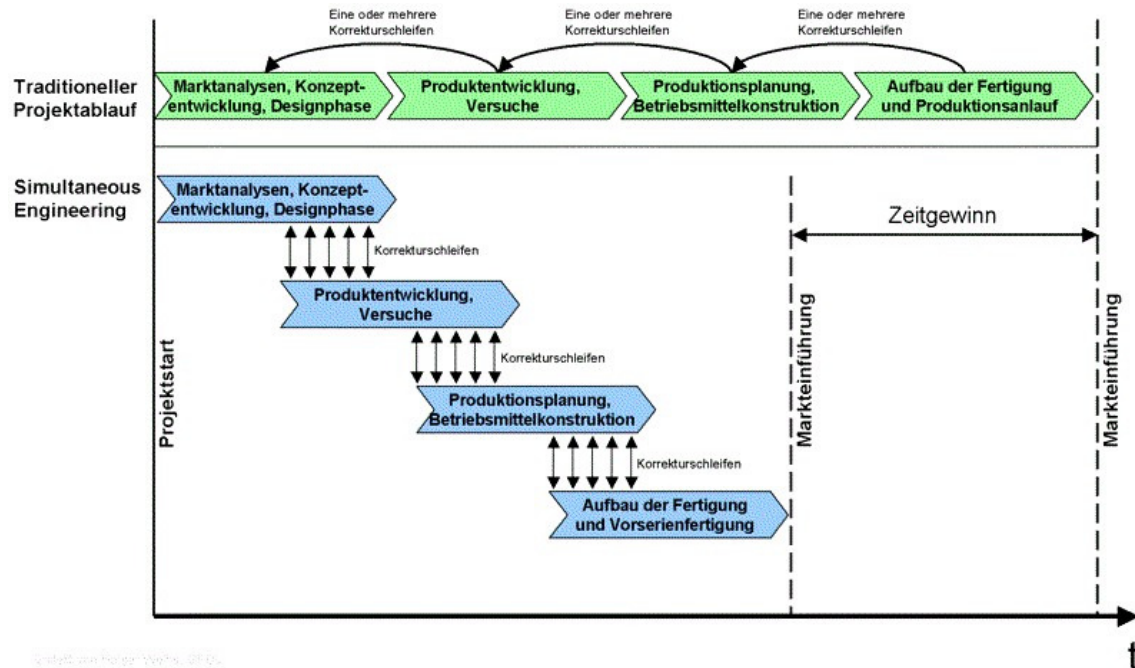 Eine oder mehrere
Korrekturschleifen
Eine oder mehrere
Korrekturschleifen
Eine oder mehrere
Korrekturschleifen
Traditioneller
Projektablauf
Marktanalysen, Konzept-
entwicklung, Designphase
Produktentwicklung,
Versuche
Produktionsplanung,
Betriebsmittelkonstruktion
Aufbau der Fertigung
und Produktionsanlauf
Simultaneous
Engineering
Marktanalysen, Konzept-
entwicklung, Designphase
Zeitgewinn
Korrekturschleifen
Produktentwicklung,
Versuche
Korrekturschleifen
Produktionsplanung,
Betriebsmittelkonstruktion
Korrekturschleifen
Aufbau der Fertigung
und Vorserienfertigung
Projektstart
Markteinführung
Markteinführung
t